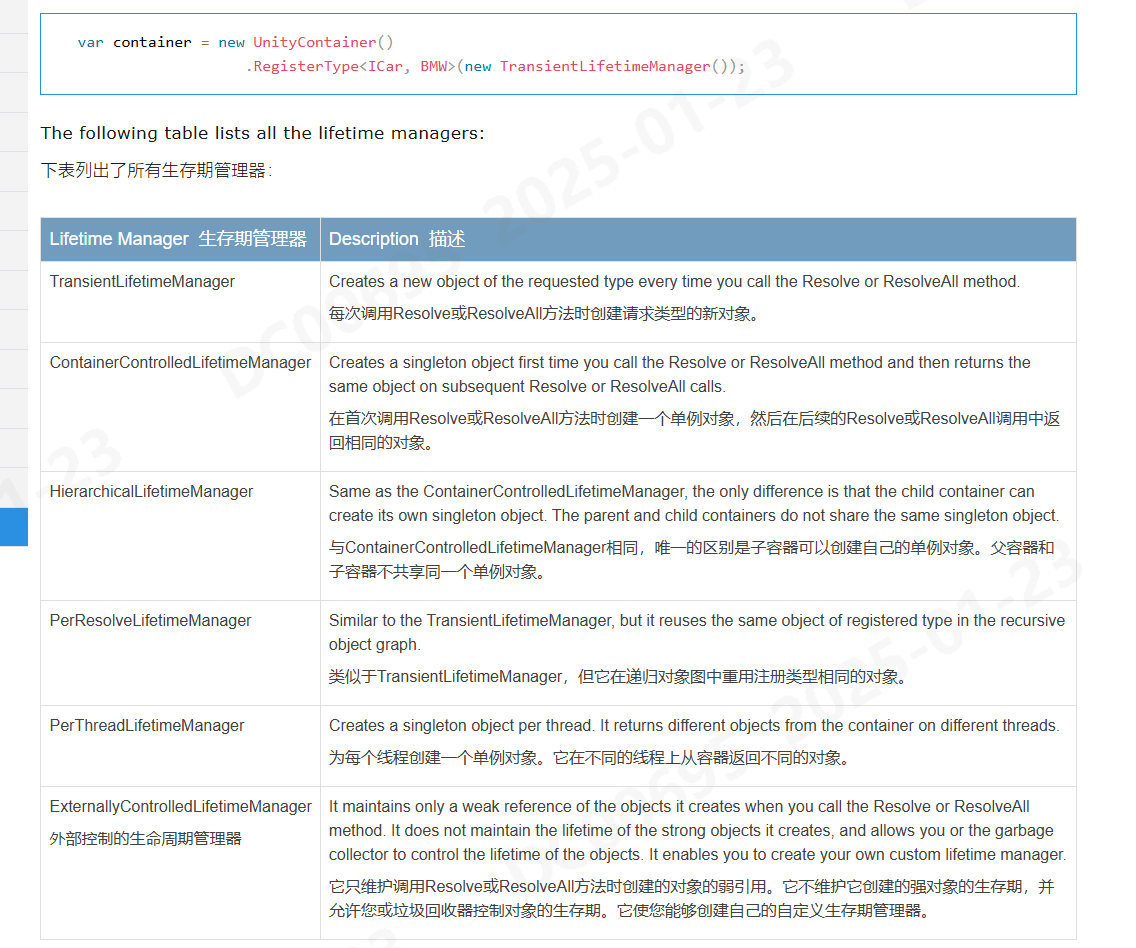 var container = new UnityContainer()
.RegisterType<ICar, BMW>(new TransientLifetimeManager());
The following table lists all the lifetime managers:
下表列出了所有生存期管理器:
Lifetime Manager 生存期管理器
Description 描述
TransientLifetimeManager
Creates a new object of the requested type every time you call the Resolve or ResolveAll method.
每次调用Resolve或ResolveAll方法时创建请求类型的新对象。
ContainerControlledLifetimeManager
Creates a singleton object first time you call the Resolve or ResolveAll method and then returns the
same object on subsequent Resolve or ResolveAll calls.
在首次调用Resolve或ResolveAll方法时创建一个单例对象，然后在后续的Resolve或ResolveAll调用中返
回相同的对象。
HierarchicalLifetimeManager
Same as the ContainerControlledLifetimeManager, the only difference is that the child container can
create its own singleton object. The parent and child containers do not share the same singleton object.
与ContainerControlledLifetimeManager相同，唯一的区别是子容器可以创建自己的单例对象。父容器和
子容器不共享同一个单例对象。
PerResolveLifetimeManager
Similar to the TransientLifetimeManager, but it reuses the same object of registered type in the recursive
object graph.
类似于TransientLifetimeManager，但它在递归对象图中重用注册类型相同的对象。
PerThreadLifetimeManager
Creates a singleton object per thread. It returns different objects from the container on different threads.
为每个线程创建一个单例对象。它在不同的线程上从容器返回不同的对象。
ExternallyControlledLifetimeManager
外部控制的生命周期管理器
It maintains only a weak reference of the objects it creates when you call the Resolve or ResolveAll
method. It does not maintain the lifetime of the strong objects it creates, and allows you or the garbage
collector to control the lifetime of the objects. It enables you to create your own custom lifetime manager.
它只维护调用Resolve或ResolveAll方法时创建的对象的弱引用。它不维护它创建的强对象的生存期，并
允许您或垃圾回收器控制对象的生存期。它使您能够创建自己的自定义生存期管理器。
DC00695 2025-01-23
DC00695 2025-01-23
01-23